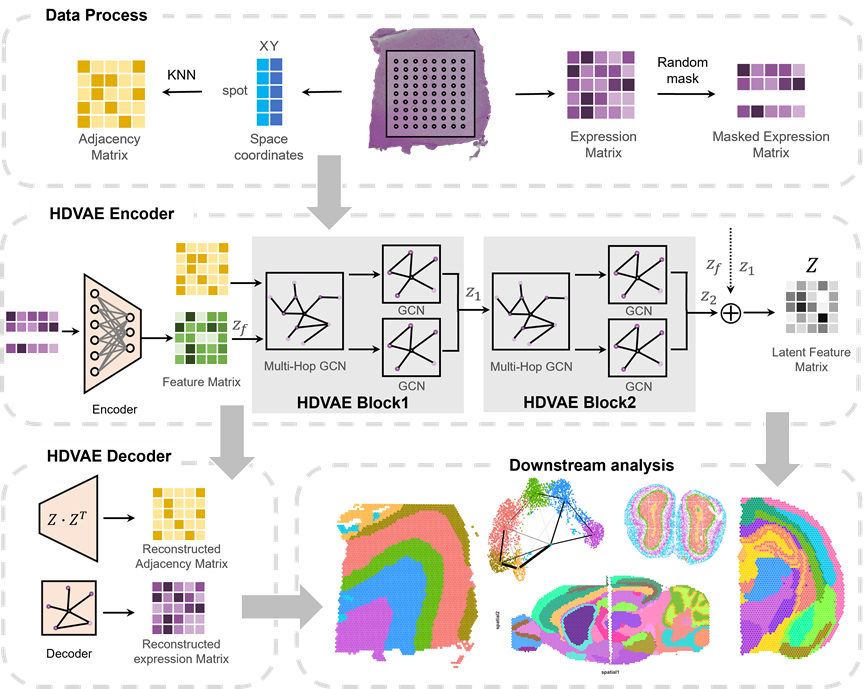 Data Process
XY
KNN
spot
Random
mask
Adjacency
Matrix
Space
coordinates
Expression
Matrix
Masked Expression
Matrix
HDVAE Encoder
Z_f
Z_1
Z
Z_f
Z_1
Z_2
GCN
GCN
Multi-Hop GCN
Multi-Hop GCN
GCN
GCN
Feature Matrix
Encoder
Latent Feature
Matrix
HDVAE Block1
HDVAE Block2
HDVAE Decoder
Z · Z^T
Reconstructed
Adjacency Matrix
Decoder
Reconstructed
expression Matrix
Downstream analysis
spatial2
spatial1